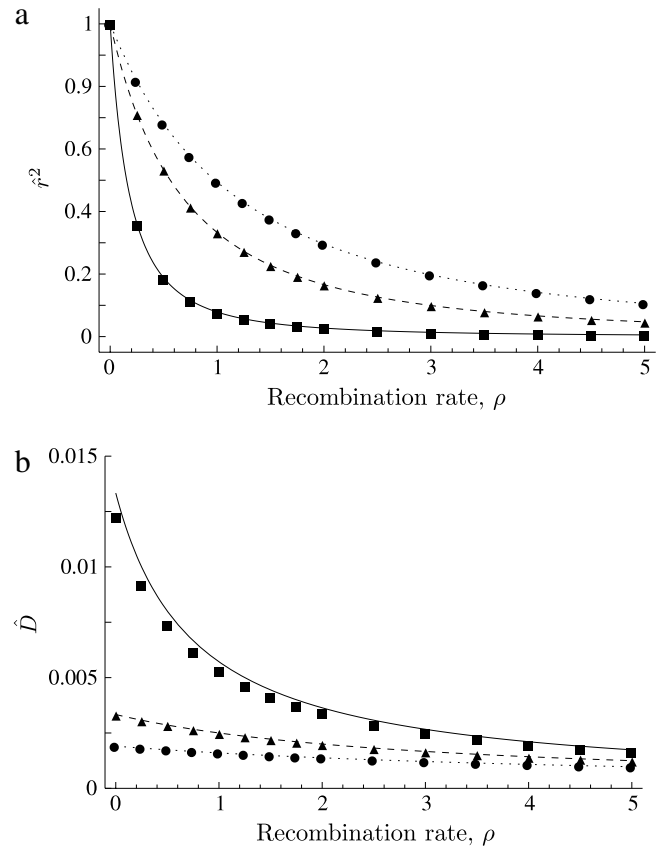 a
1
0.9
0.6
0.4
0.2
0
r̂²
0 1 2 3 4 5
Recombination rate, ρ
b
0.015
0.01
0.005
0
D̂
0 1 2 3 4 5
Recombination rate, ρ